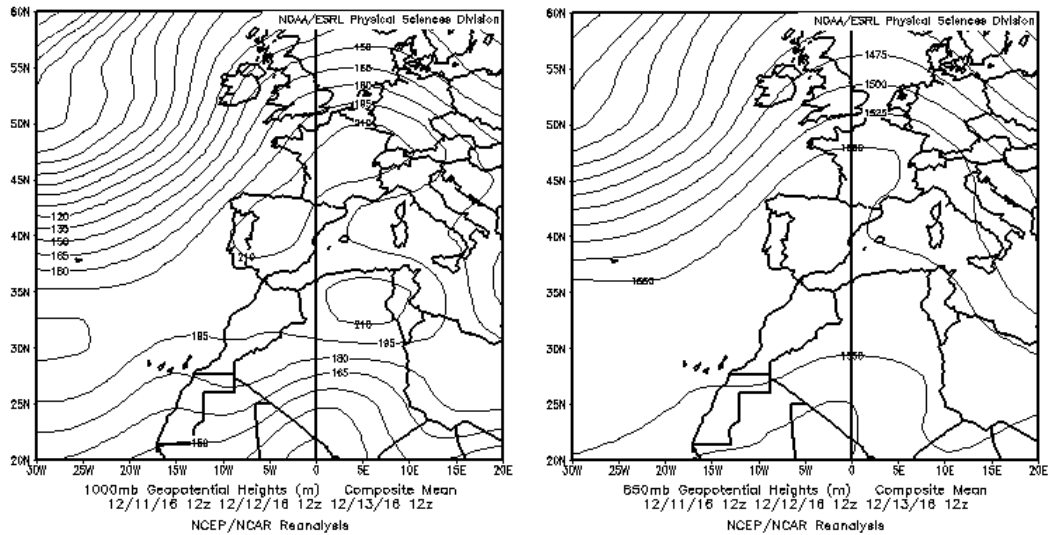 NOAA/ESRL Physical Sciences Division
60N
55N
50N
45N
40N
35N
30N
25N
20N
150
165
180
195
210
120
135
150
165
180
210
210
195
195
180
165
150
30W 25W 20W 15W 10W 5W 0 5E 10E 15E 20E
1000mb Geopotential Heights (m) Composite Mean
12/11/16 12z 12/12/16 12z 12/13/16 12z
NCEP/NCAR Reanalysis
NOAA/ESRL Physical Sciences Division
60N
55N
50N
45N
40N
35N
30N
25N
20N
1475
1500
1525
1550
1550
1550
30W 25W 20W 15W 10W 5W 0 5E 10E 15E 20E
850mb Geopotential Heights (m) Composite Mean
12/11/16 12z 12/12/16 12z 12/13/16 12z
NCEP/NCAR Reanalysis